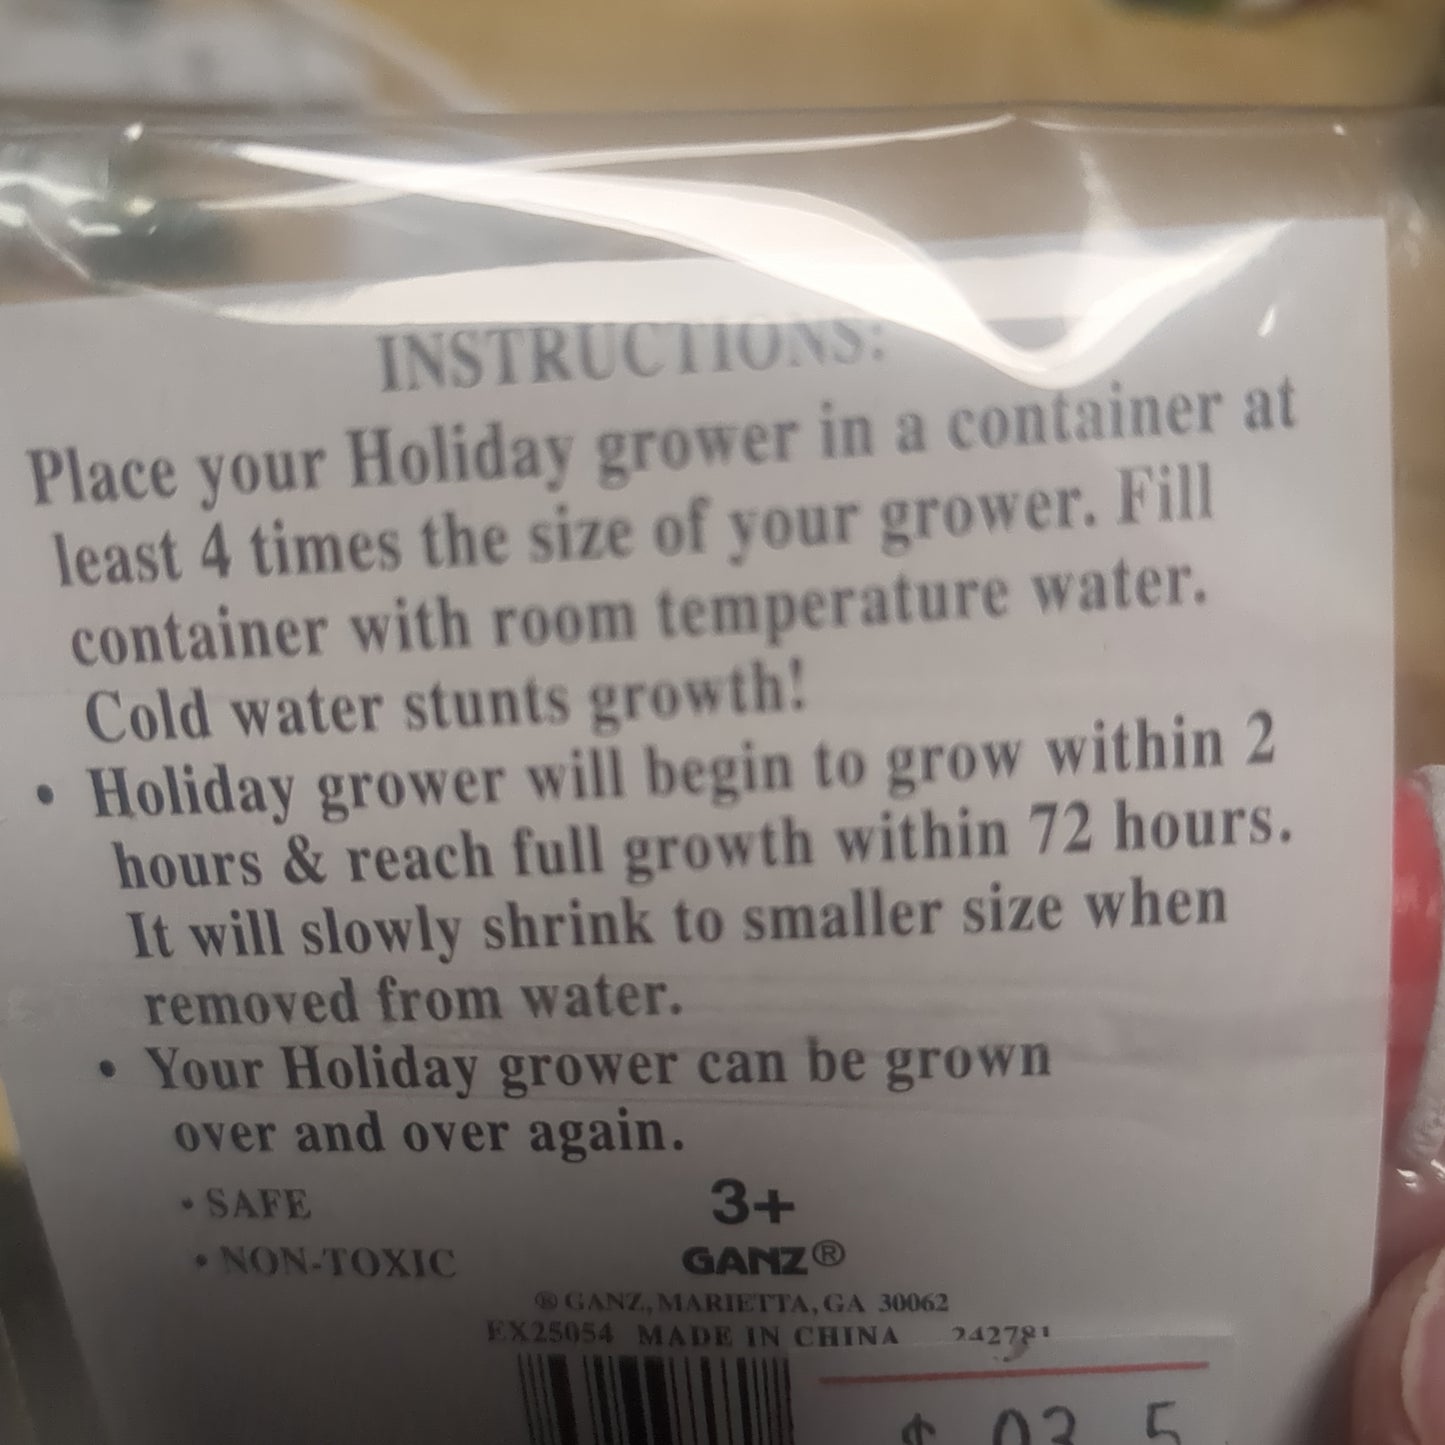 INSTRUCTIONS:
Place your Holiday grower in a container at
least 4 times the size of your grower. Fill
container with room temperature water.
Cold water stunts growth!
• Holiday grower will begin to grow within 2
hours & reach full growth within 72 hours.
It will slowly shrink to smaller size when
removed from water.
• Your Holiday grower can be grown
over and over again.
• SAFE
3+
• NON-TOXIC
GANZ®
® GANZ, MARIETTA, GA 30062
EX25054 MADE IN CHINA 242781